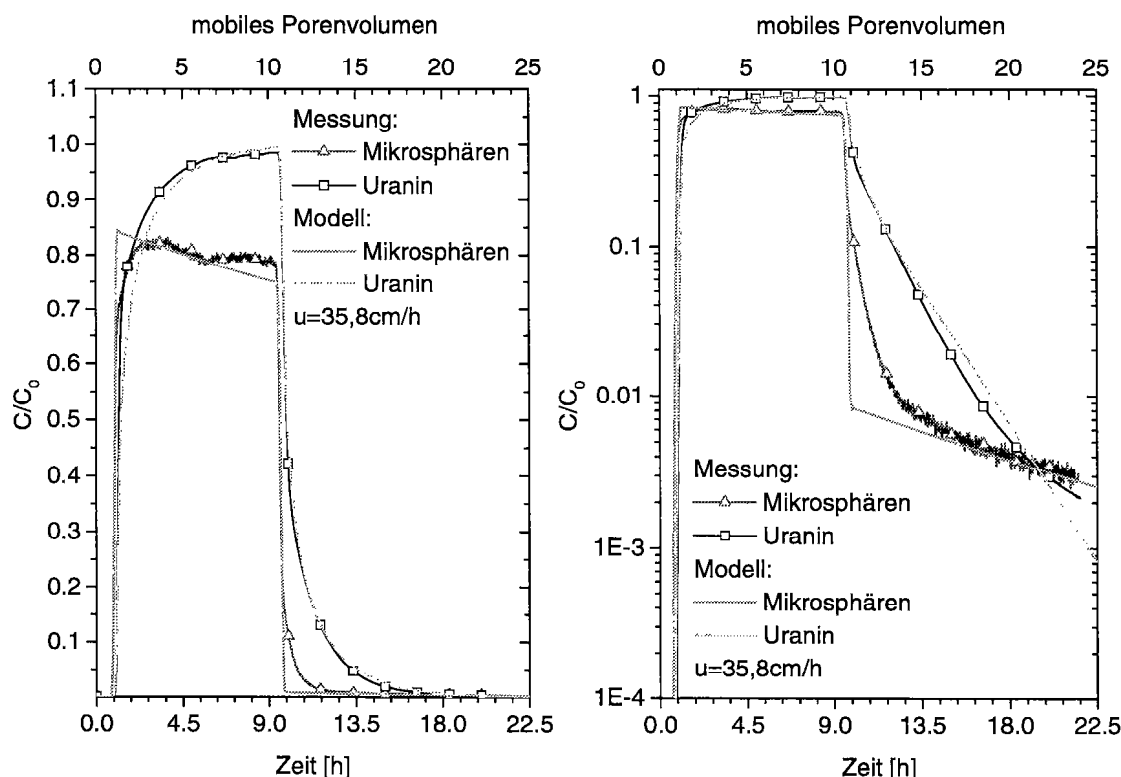 mobiles Porenvolumen
0 5 10 15 20 25
1.1
1.0
0.9
0.8
0.7
0.6
0.5
0.4
0.3
0.2
0.1
C/C0
Messung:
Mikrosphären
Uranin
Modell:
Mikrosphären
Uranin
u=35,8cm/h
0.0 4.5 9.0 13.5 18.0 22.5
Zeit [h]
mobiles Porenvolumen
0 5 10 15 20 25
1
0.1
0.01
1E-3
1E-4
C/C0
Messung:
Mikrosphären
Uranin
Modell:
Mikrosphären
Uranin
u=35,8cm/h
0.0 4.5 9.0 13.5 18.0 22.5
Zeit [h]